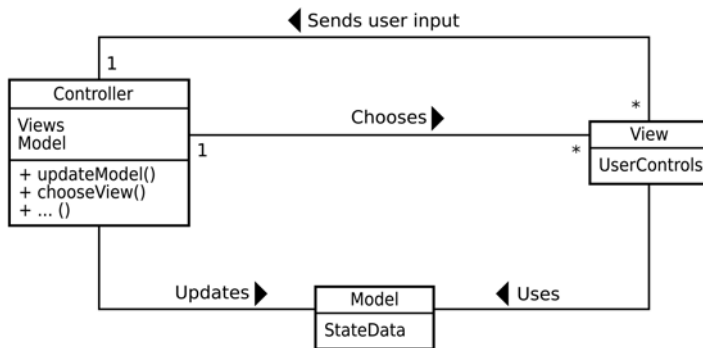 Sends user input
1
Controller
Views
Model
+ updateModel()
+ chooseView()
+ ... ()
Chooses
1
*
*
View
UserControls
Updates
Model
StateData
Uses